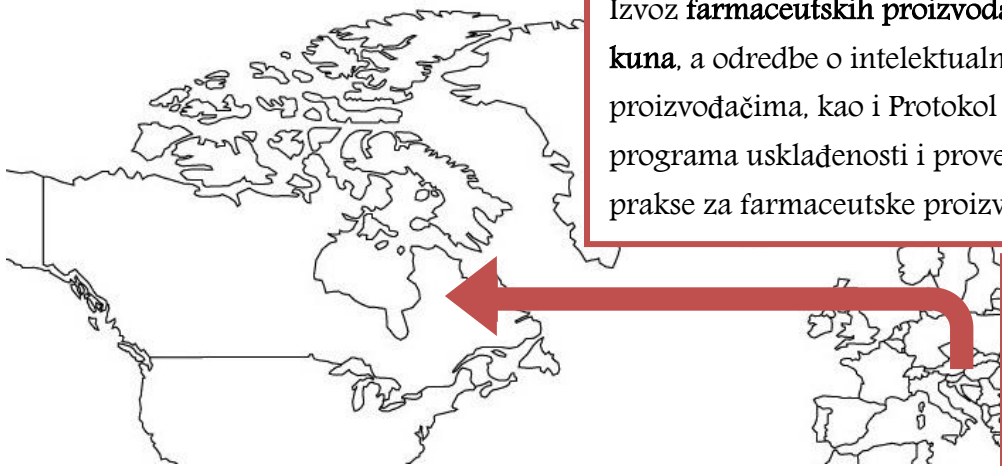 Izvoz farmaceutskih proizvoda
kuna, a odredbe o intelektualn
proizvođačima, kao i Protokol
programa usklađenosti i prove
prakse za farmaceutske proizv